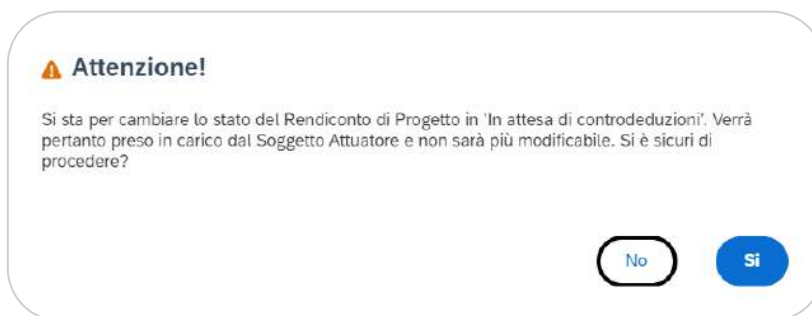 Attenzione!
Si sta per cambiare lo stato del Rendiconto di Progetto in 'In attesa di controdeduzioni'. Verrà
pertanto preso in carico dal Soggetto Attuatore e non sarà più modificabile. Si è sicuri di
procedere?
No
Si